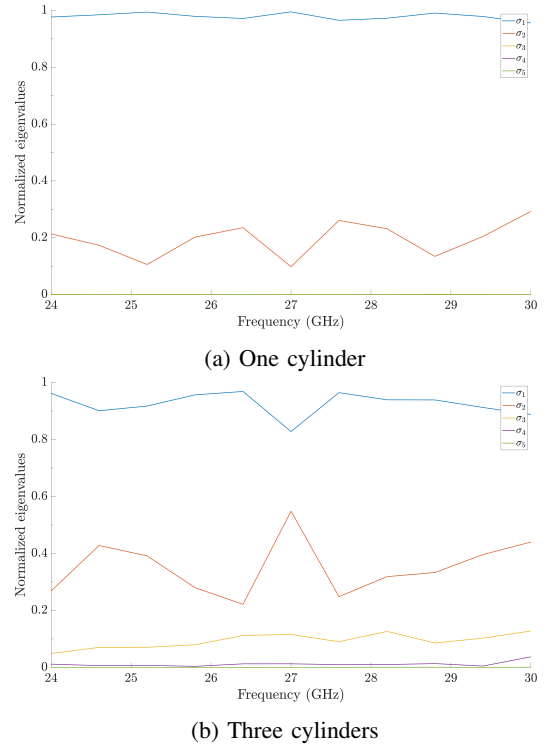 1
0.8
0.6
0.4
0.2
0
Normalized eigenvalues
σ1
σ2
σ3
σ4
σ5
24 25 26 27 28 29 30
Frequency (GHz)
(a) One cylinder
1
0.8
0.6
0.4
0.2
0
Normalized eigenvalues
σ1
σ2
σ3
σ4
σ5
24 25 26 27 28 29 30
Frequency (GHz)
(b) Three cylinders